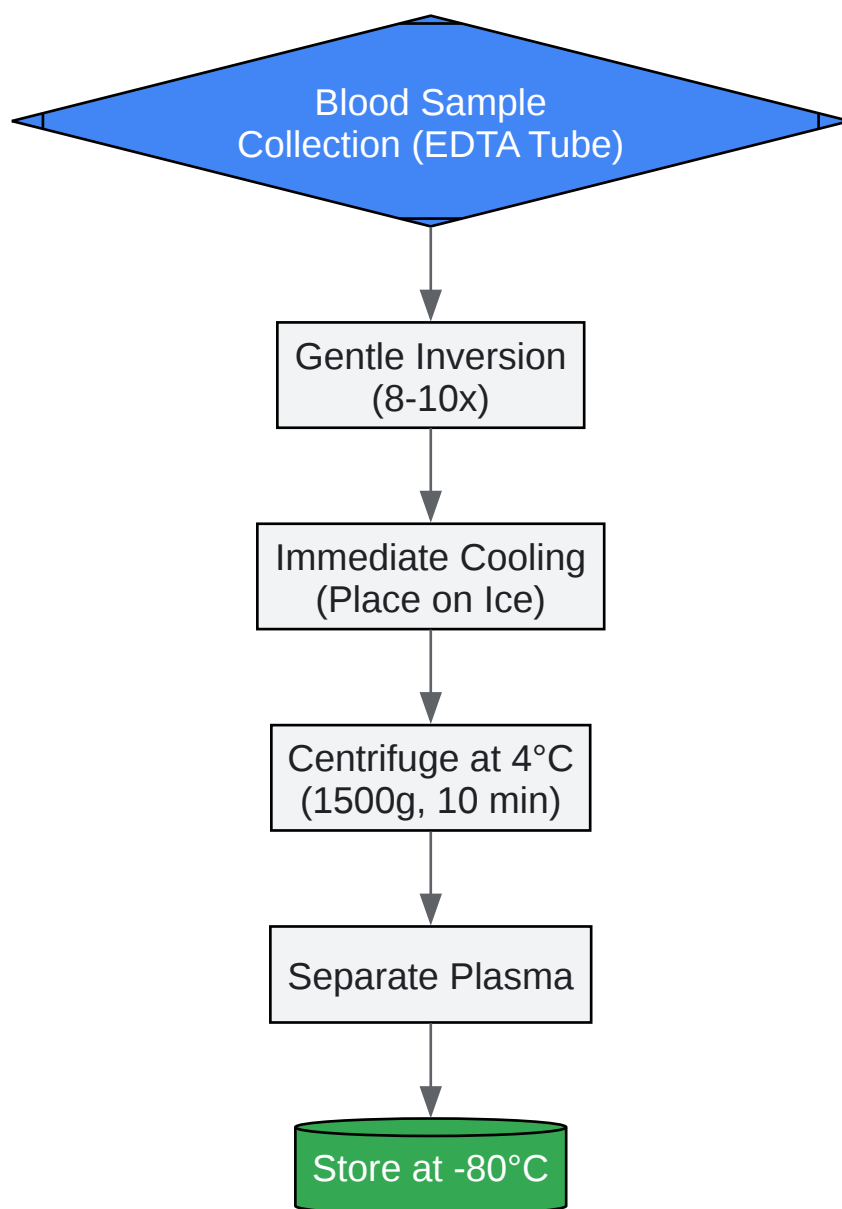 Blood Sample
Collection (EDTA Tube)
Gentle Inversion
(8-10x)
Immediate Cooling
(Place on Ice)
Centrifuge at 4°C
(1500g, 10 min)
Separate Plasma
Store at -80°C